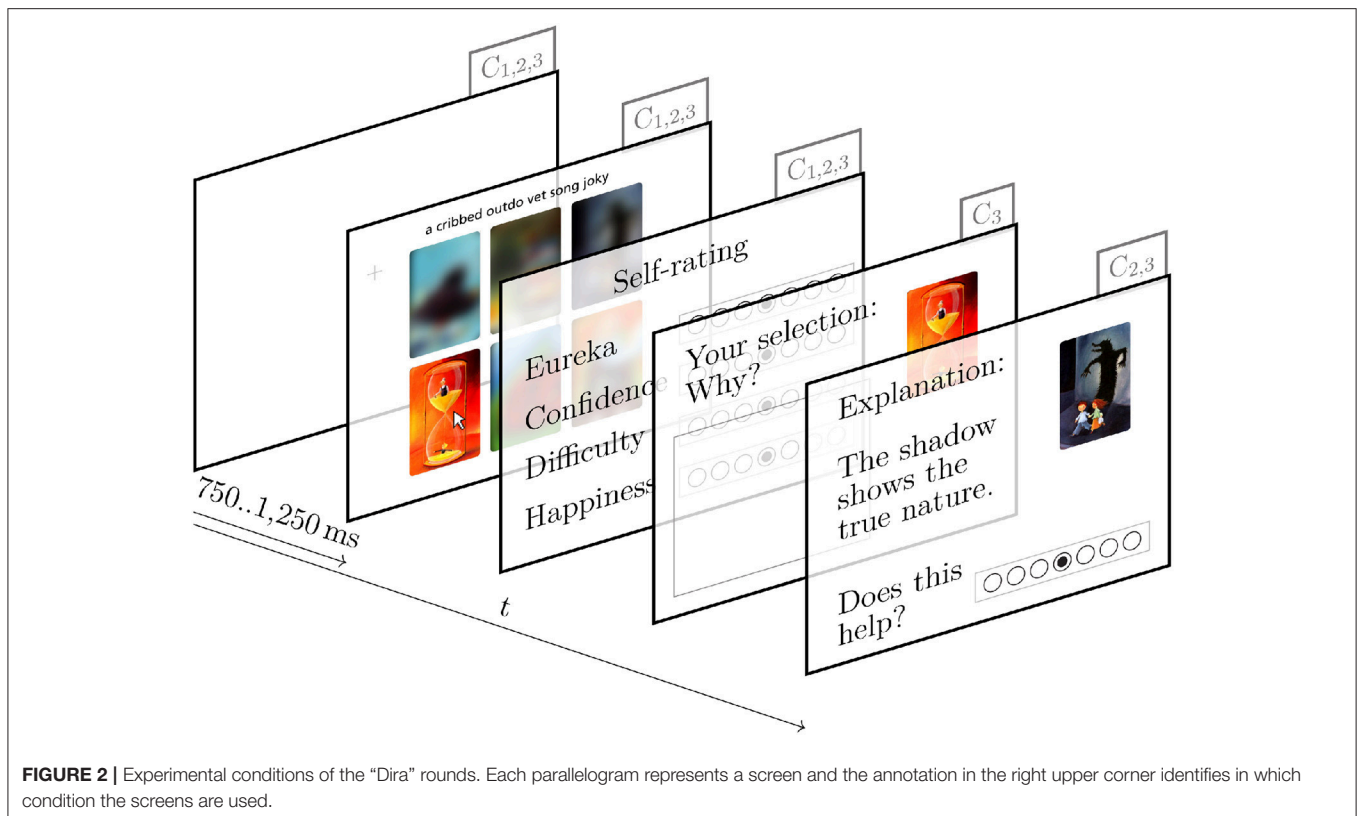 C1,2,3
C1,2,3
a cribbed outdo vet song joky
+
C1,2,3
Self-rating
Eureka
Confidence
Difficulty
Happiness
C3
Your selection:
Why?
C2,3
Explanation:
The shadow
shows the
true nature.
Does this
help?
750..1,250 ms
t
FIGURE 2 | Experimental conditions of the “Dira” rounds. Each parallelogram represents a screen and the annotation in the right upper corner identifies in which
condition the screens are used.